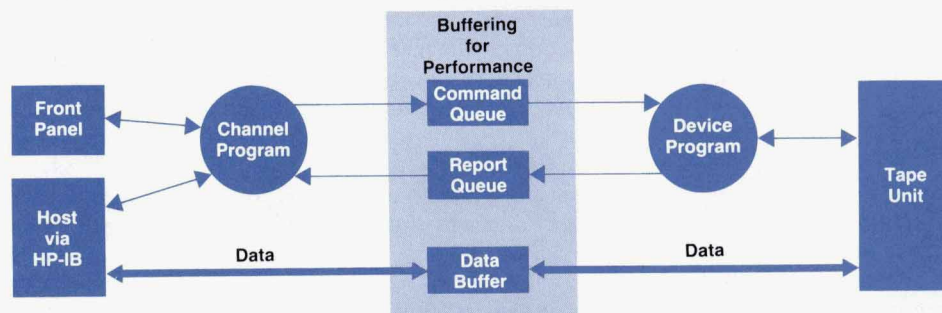 Buffering
for
Performance
Front
Panel
Channel
Program
Command
Queue
Device
Program
Report
Queue
Tape
Unit
Host
via
HP-IB
Data
Data
Buffer
Data